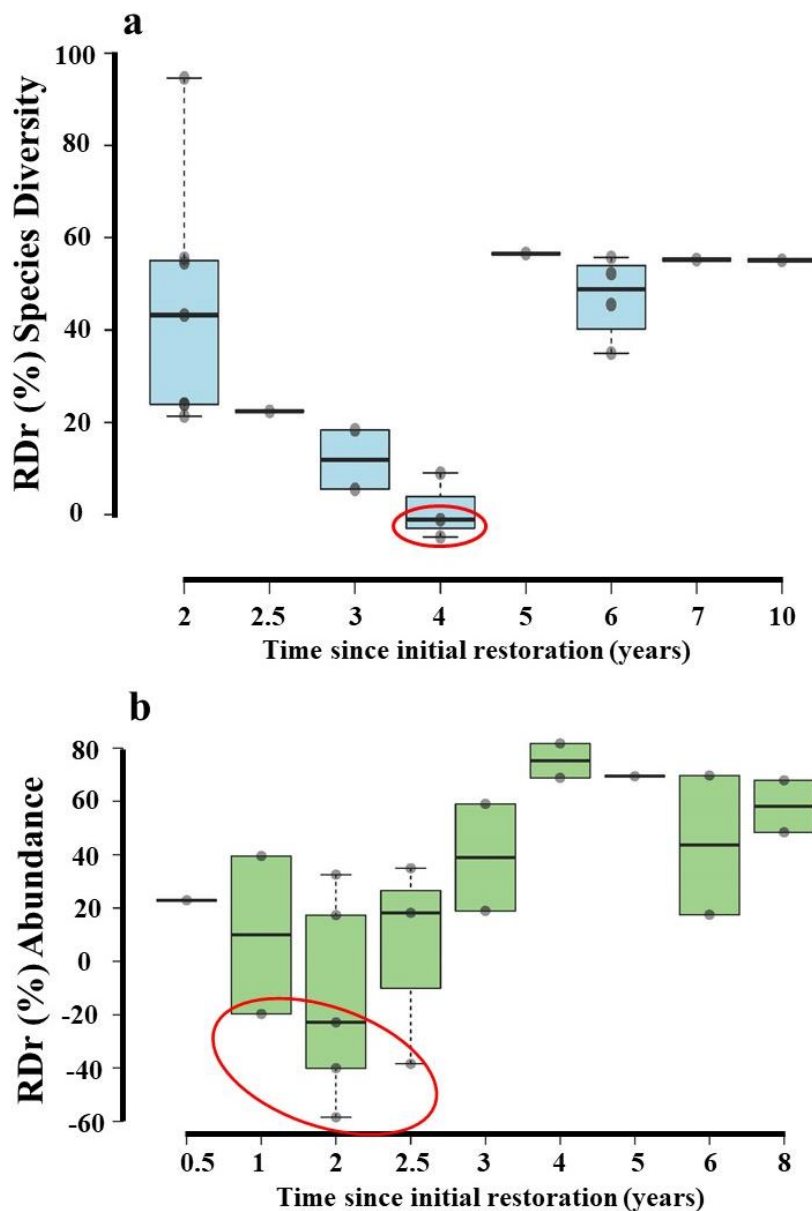 a
RDr (%) Species Diversity
100
80
60
40
20
0
2 2.5 3 4 5 6 7 10
Time since initial restoration (years)
b
RDr (%) Abundance
80
60
40
20
0
-20
-40
-60
0.5 1 2 2.5 3 4 5 6 8
Time since initial restoration (years)